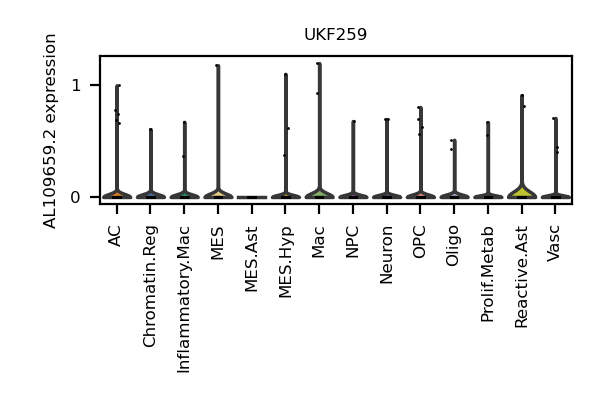 UKF259
AL109659.2 expression
1
0
AC
Chromatin.Reg
Inflammatory.Mac
MES
MES.Ast
MES.Hyp
Mac
NPC
Neuron
OPC
Oligo
Prolif.Metab
Reactive.Ast
Vasc